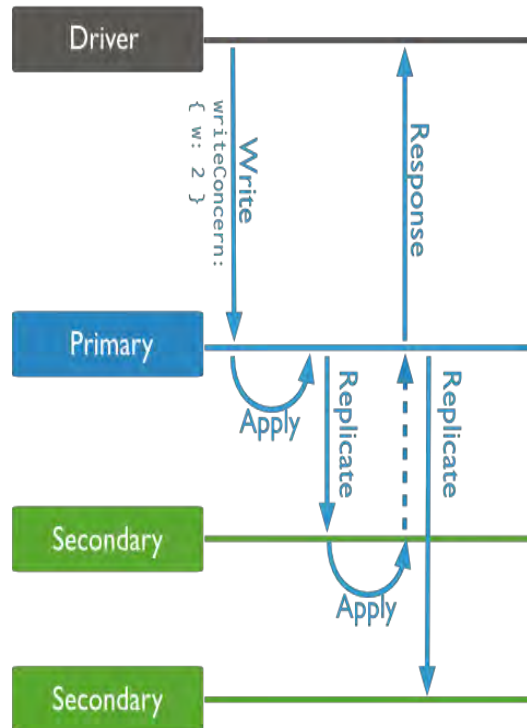 Driver
Write
writeConcern:
{ w: 2 }
Response
Primary
Apply
Replicate
Replicate
Secondary
Apply
Secondary